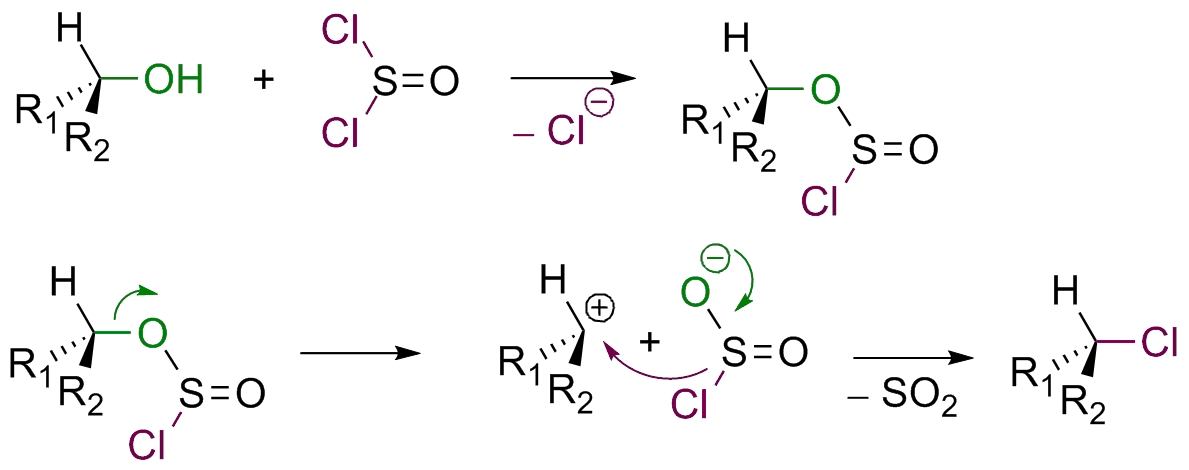 H Cl H
OH + S=O O
R1 R2 Cl – Cl⊖ R1 R2 S=O
Cl
H H ⊕ O⊖ H
O + S=O Cl
R1 R2 S=O R1 R2 Cl – SO2 R1 R2
Cl